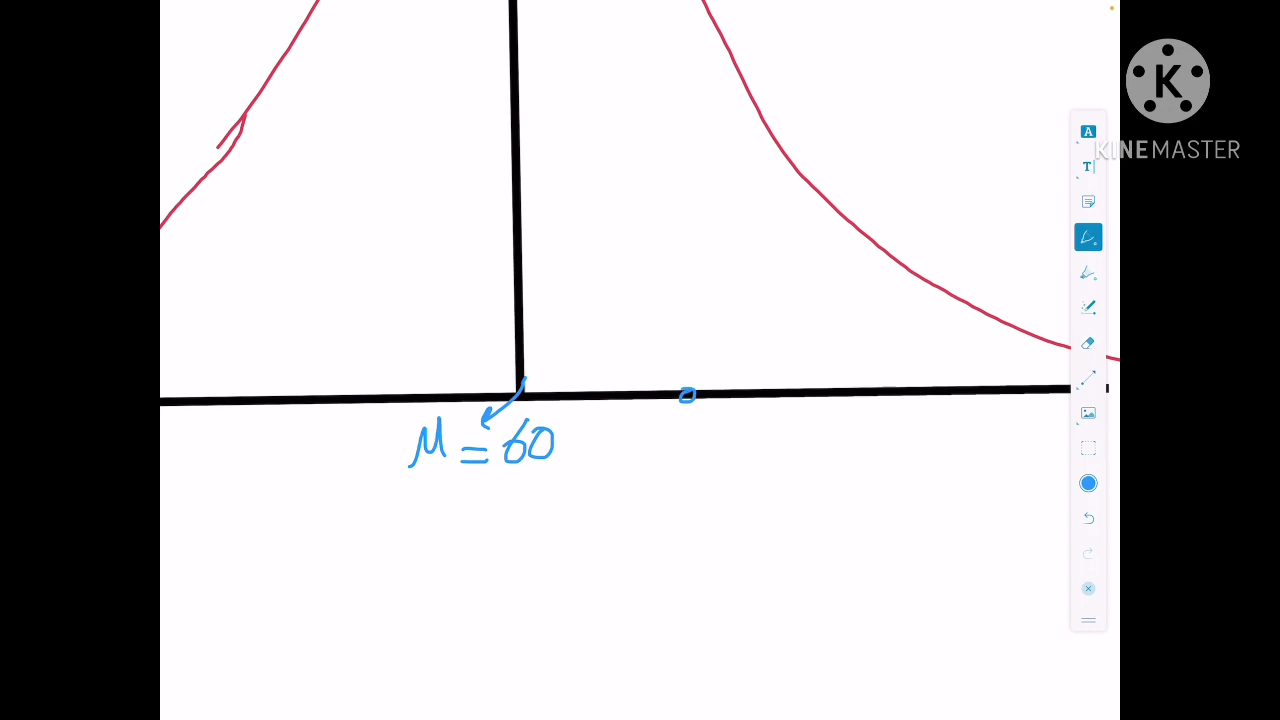 K
KINEMASTER
A
T
μ = 60